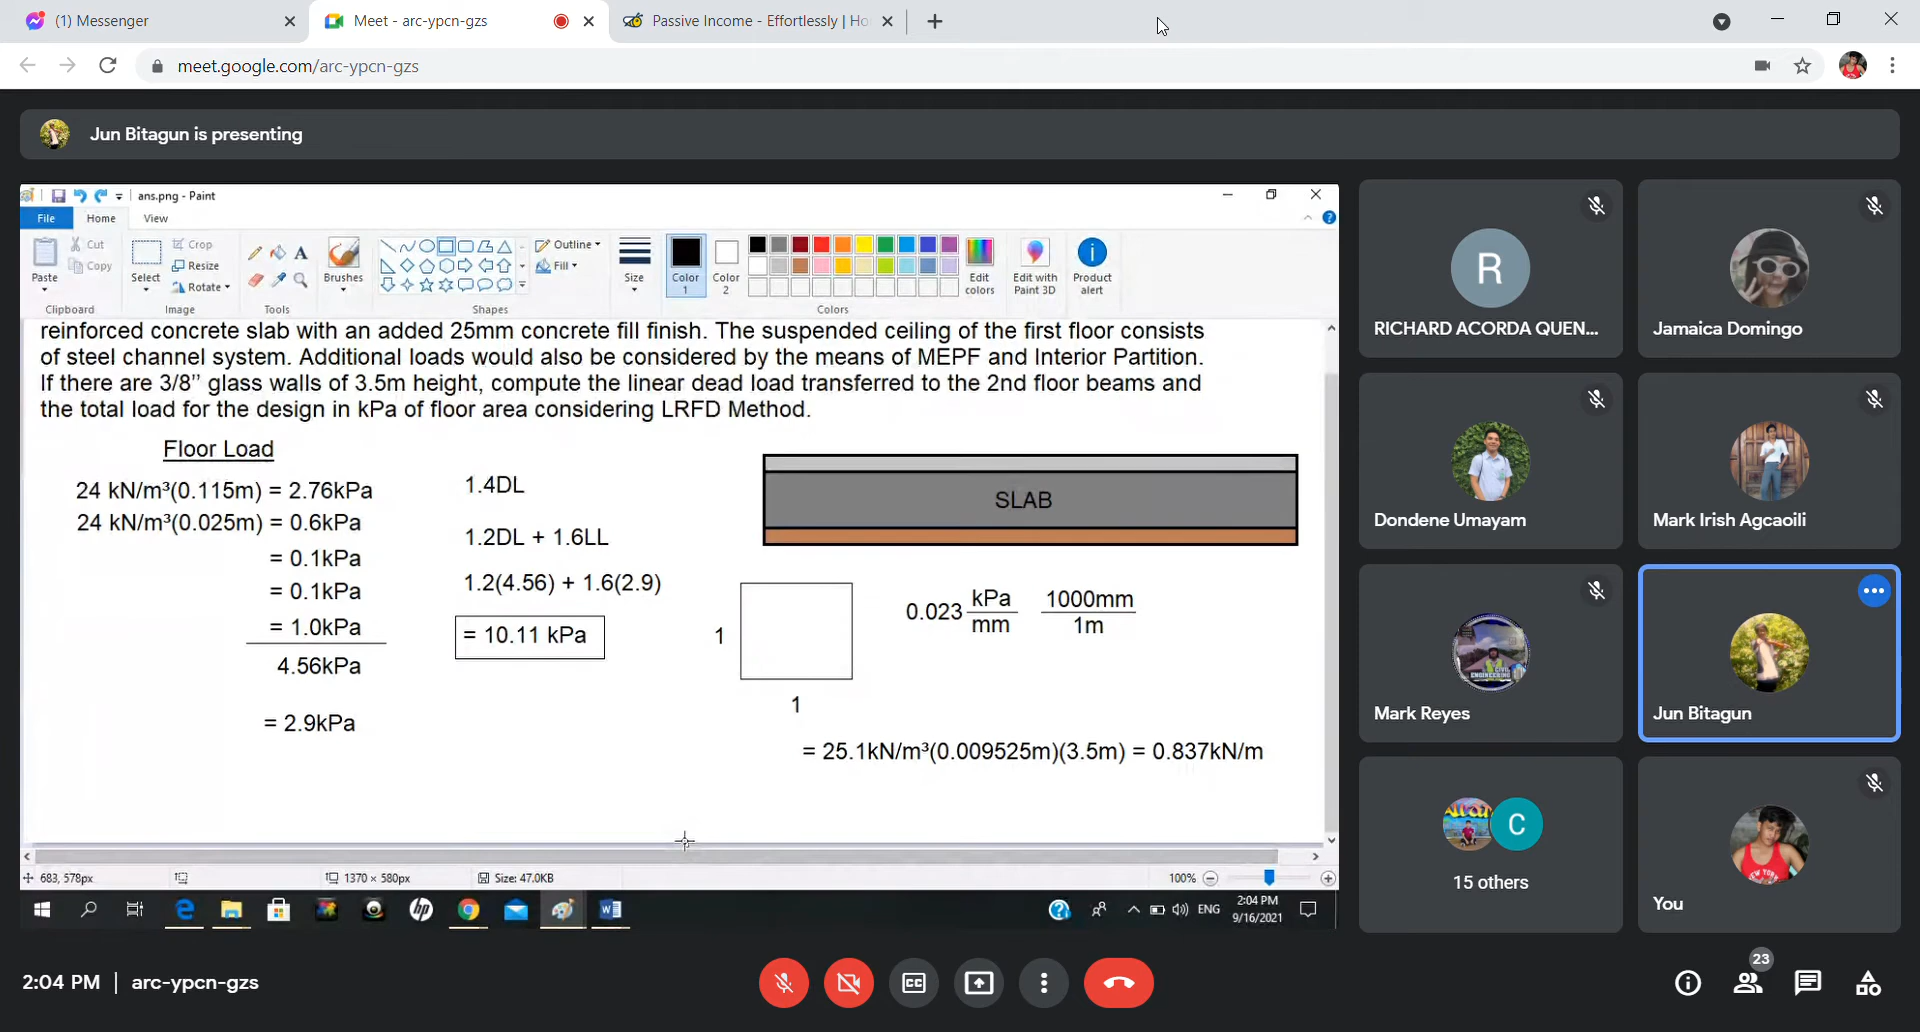 (1) Messenger
Meet - arc-ypcn-gzs
Passive Income - Effortlessly | Ho
meet.google.com/arc-ypcn-gzs
Jun Bitagun is presenting
ans.png - Paint
File Home View
Paste Cut Copy Clipboard
Select Crop Resize Rotate Image
A
Tools
Brushes
Shapes
Outline Fill
Size
Color 1
Color 2
Colors
Edit colors
Edit with Paint 3D
Product alert
reinforced concrete slab with an added 25mm concrete fill finish. The suspended ceiling of the first floor consists
of steel channel system. Additional loads would also be considered by the means of MEPF and Interior Partition.
If there are 3/8’’ glass walls of 3.5m height, compute the linear dead load transferred to the 2nd floor beams and
the total load for the design in kPa of floor area considering LRFD Method.
Floor Load
24 kN/m³(0.115m) = 2.76kPa
24 kN/m³(0.025m) = 0.6kPa
= 0.1kPa
= 0.1kPa
= 1.0kPa
4.56kPa
= 2.9kPa
1.4DL
1.2DL + 1.6LL
1.2(4.56) + 1.6(2.9)
= 10.11 kPa
SLAB
1
1
0.023 kPa/mm 1000mm/1m
= 25.1kN/m³(0.009525m)(3.5m) = 0.837kN/m
683, 578px
1370 × 580px
Size: 47.0KB
100%
ENG
2:04 PM
9/16/2021
R
RICHARD ACORDA QUEN...
Jamaica Domingo
Dondene Umayam
Mark Irish Agcaoili
CIVIL
ENGINEERING
Mark Reyes
Jun Bitagun
C
15 others
NEW YORK
You
2:04 PM | arc-ypcn-gzs
CC
23